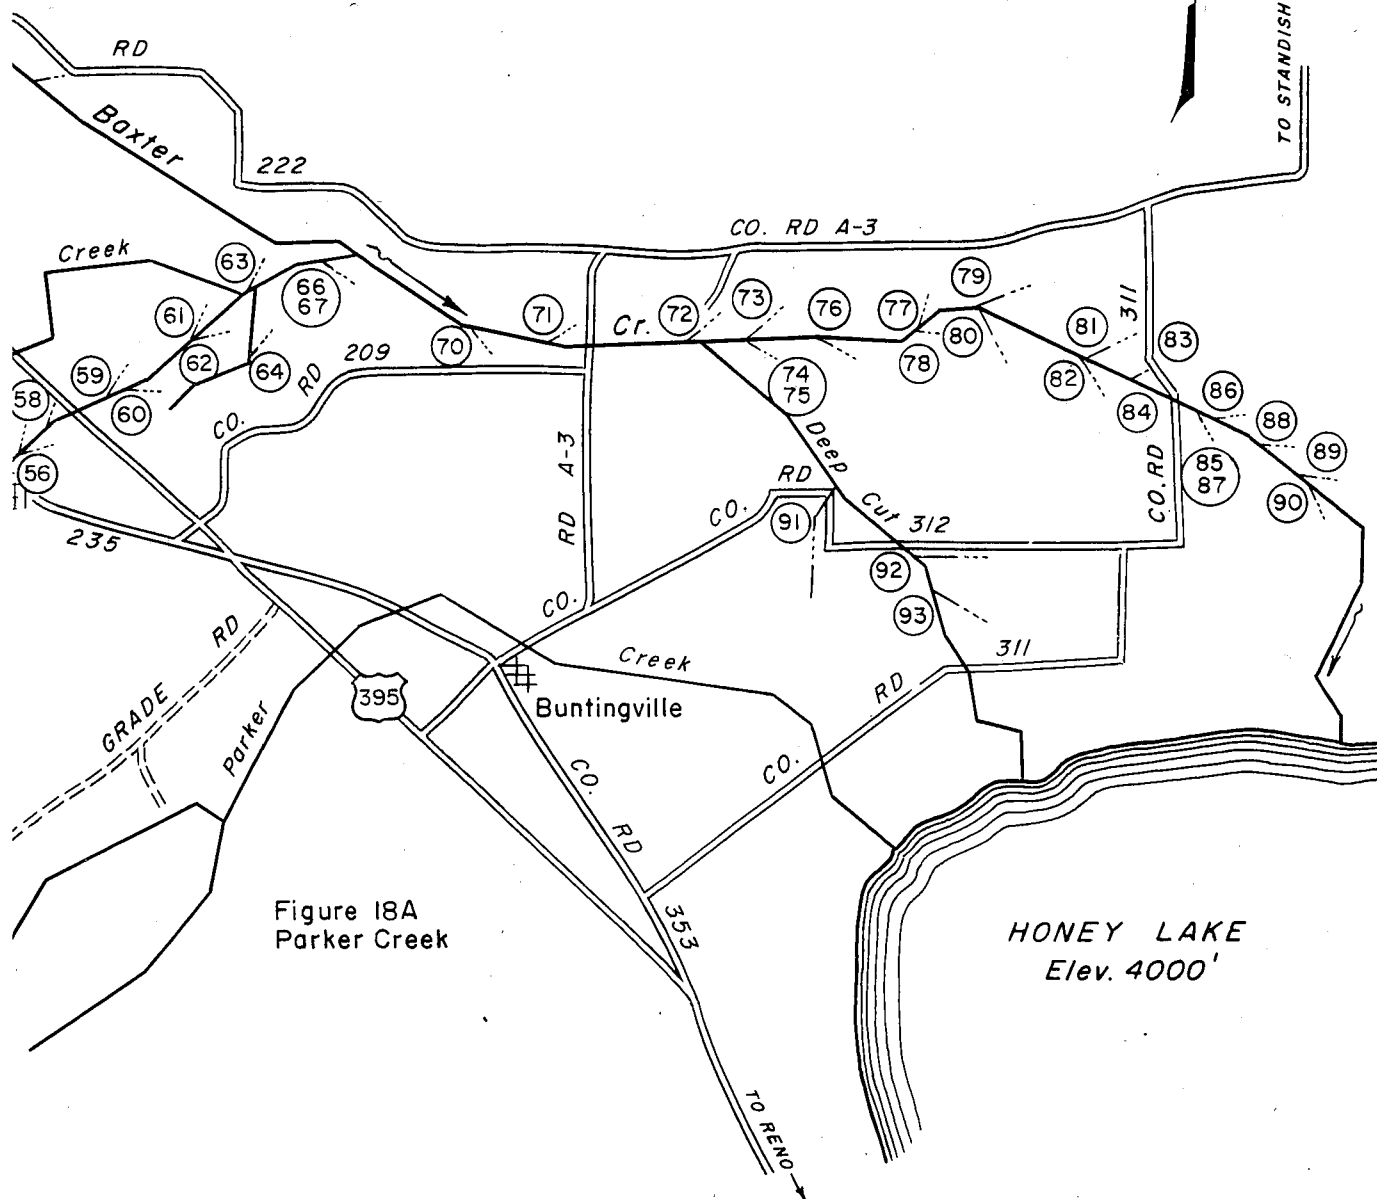 RD
TO STANDISH
Baxter
222
CO. RD A-3
Creek
63
66
67
79
61
71
Cr.
72
73
76
77
81
311
83
70
209
62
64
RD
78
80
59
58
60
CO.
74
75
82
84
86
88
89
Deep
A-3
56
RD
CO. RD
85
87
90
CO.
91
Cut
312
RD
235
92
CO.
93
RD
Creek
311
395
RD
GRADE
Parker
Buntingville
CO.
CO.
RD
Figure 18A
Parker Creek
353
HONEY LAKE
Elev. 4000'
TO RENO